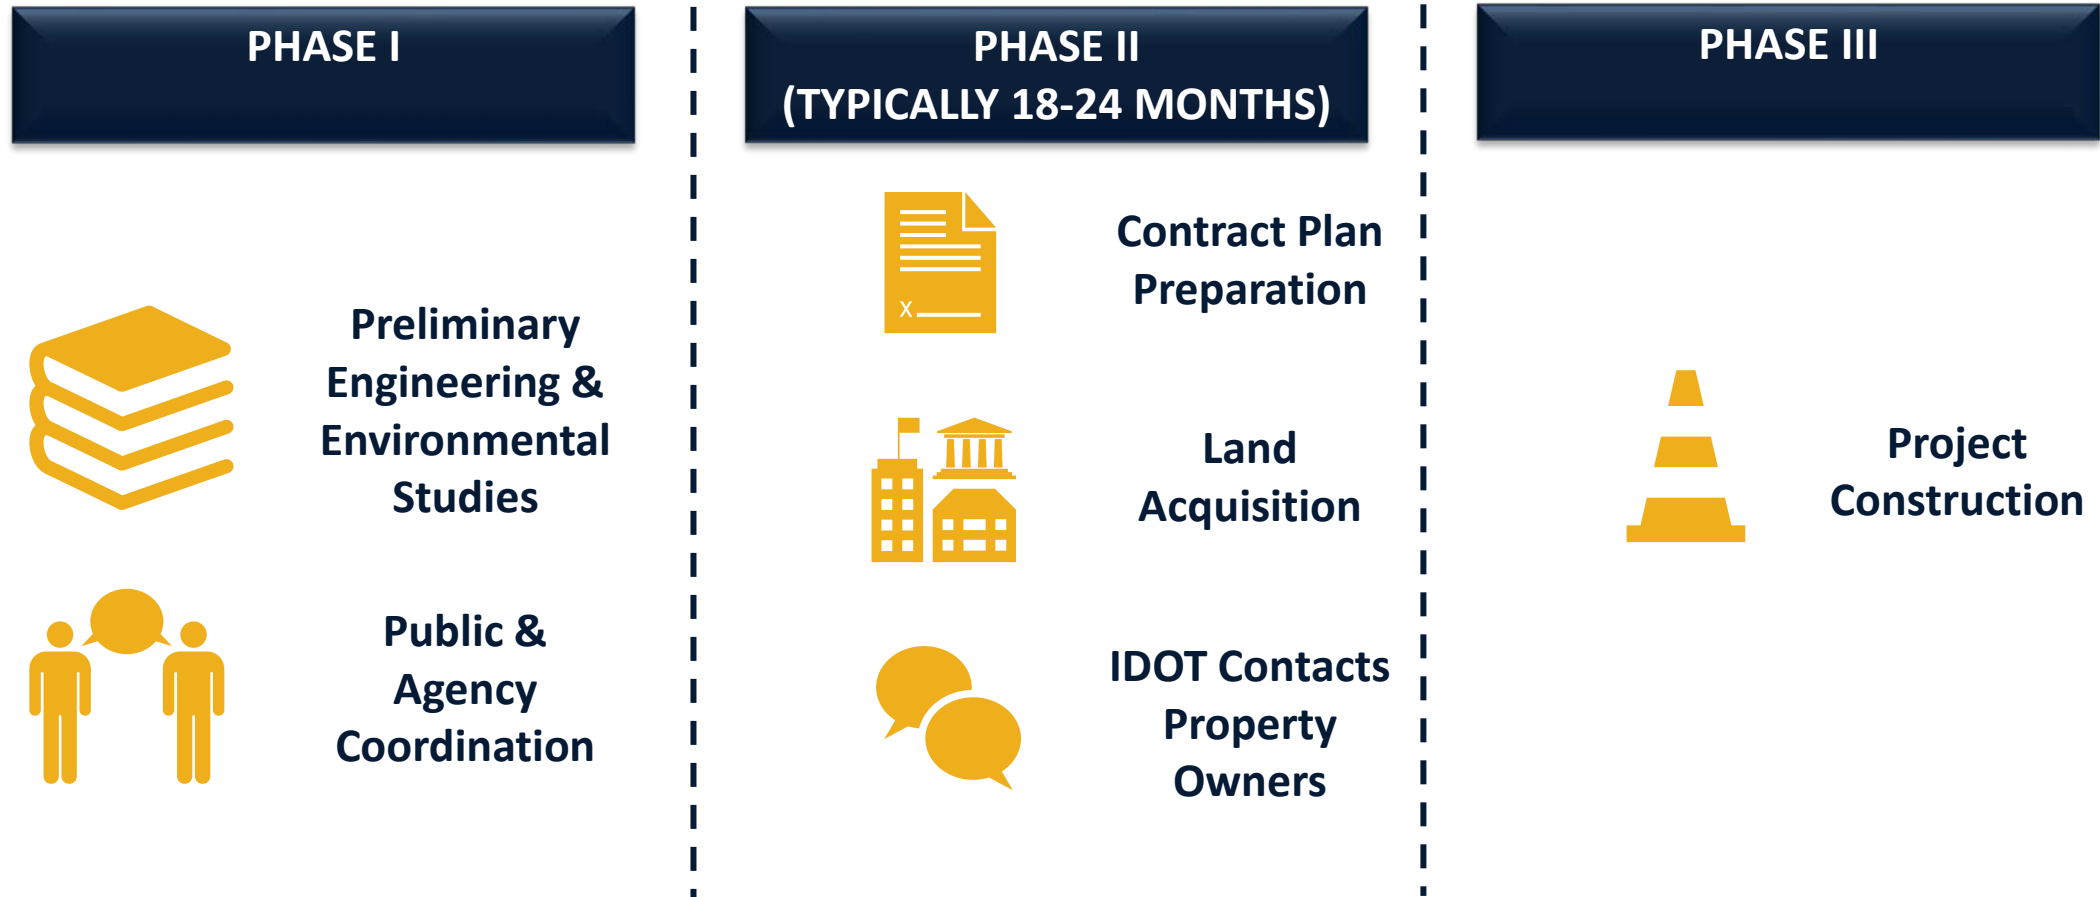 PHASE I
Preliminary
Engineering &
Environmental
Studies
Public &
Agency
Coordination
PHASE II
(TYPICALLY 18-24 MONTHS)
Contract Plan
Preparation
X
Land
Acquisition
IDOT Contacts
Property
Owners
PHASE III
Project
Construction